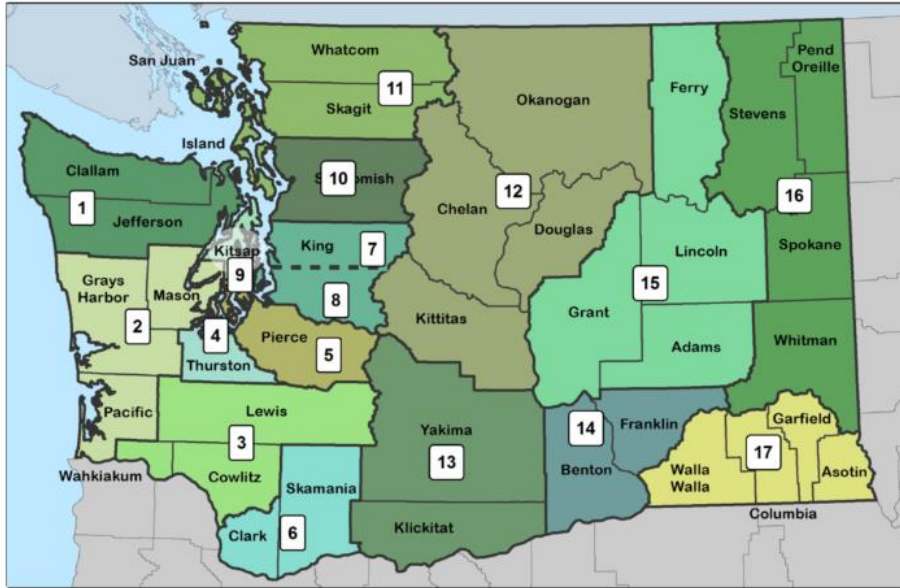 Whatcom
San Juan
11
Skagit
Island
Okanogan
Ferry
Pend
Oreille
Stevens
Clallam
1
Jefferson
10
12
Chelan
Douglas
16
Kitsap
9
King
7
8
Lincoln
Spokane
Grays
Harbor
Mason
2
4
Thurston
Pierce
5
Kittitas
15
Grant
Adams
Whitman
Pacific
Lewis
3
Cowlitz
Wahkiakum
Skamania
Clark
6
Yakima
13
Klickitat
14
Franklin
Benton
Garfield
Walla
Walla
17
Asotin
Columbia